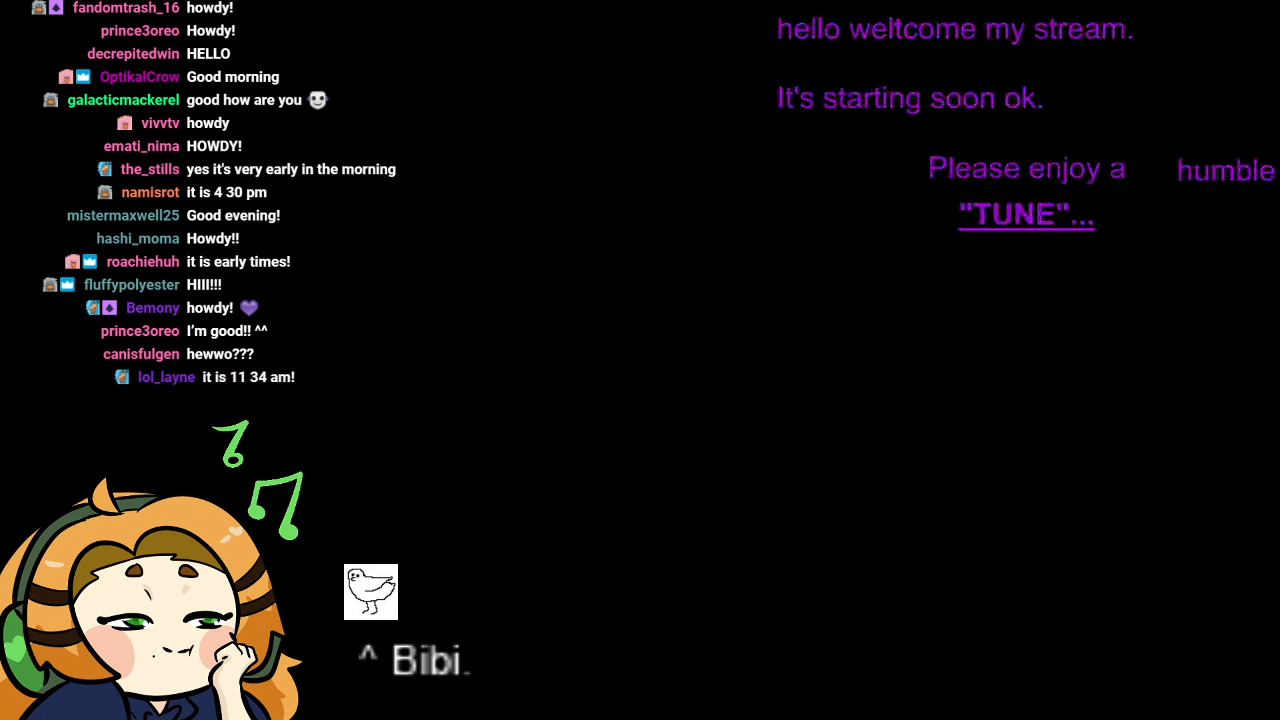 fandomtrash_16 howdy!
prince3oreo Howdy!
decrepitedwin HELLO
OptikalCrow Good morning
galacticmackerel good how are you
vivvtv howdy
emati_nima HOWDY!
the_stills yes it's very early in the morning
namisrot it is 4 30 pm
mistermaxwell25 Good evening!
hashi_moma Howdy!!
roachiehuh it is early times!
fluffypolyester HIII!!!
Bemony howdy!
prince3oreo I'm good!! ^^
canisfulgen hewwo???
lol_layne it is 11 34 am!
hello weltcome my stream.
It's starting soon ok.
Please enjoy a humble
"TUNE"...
^ Bibi.